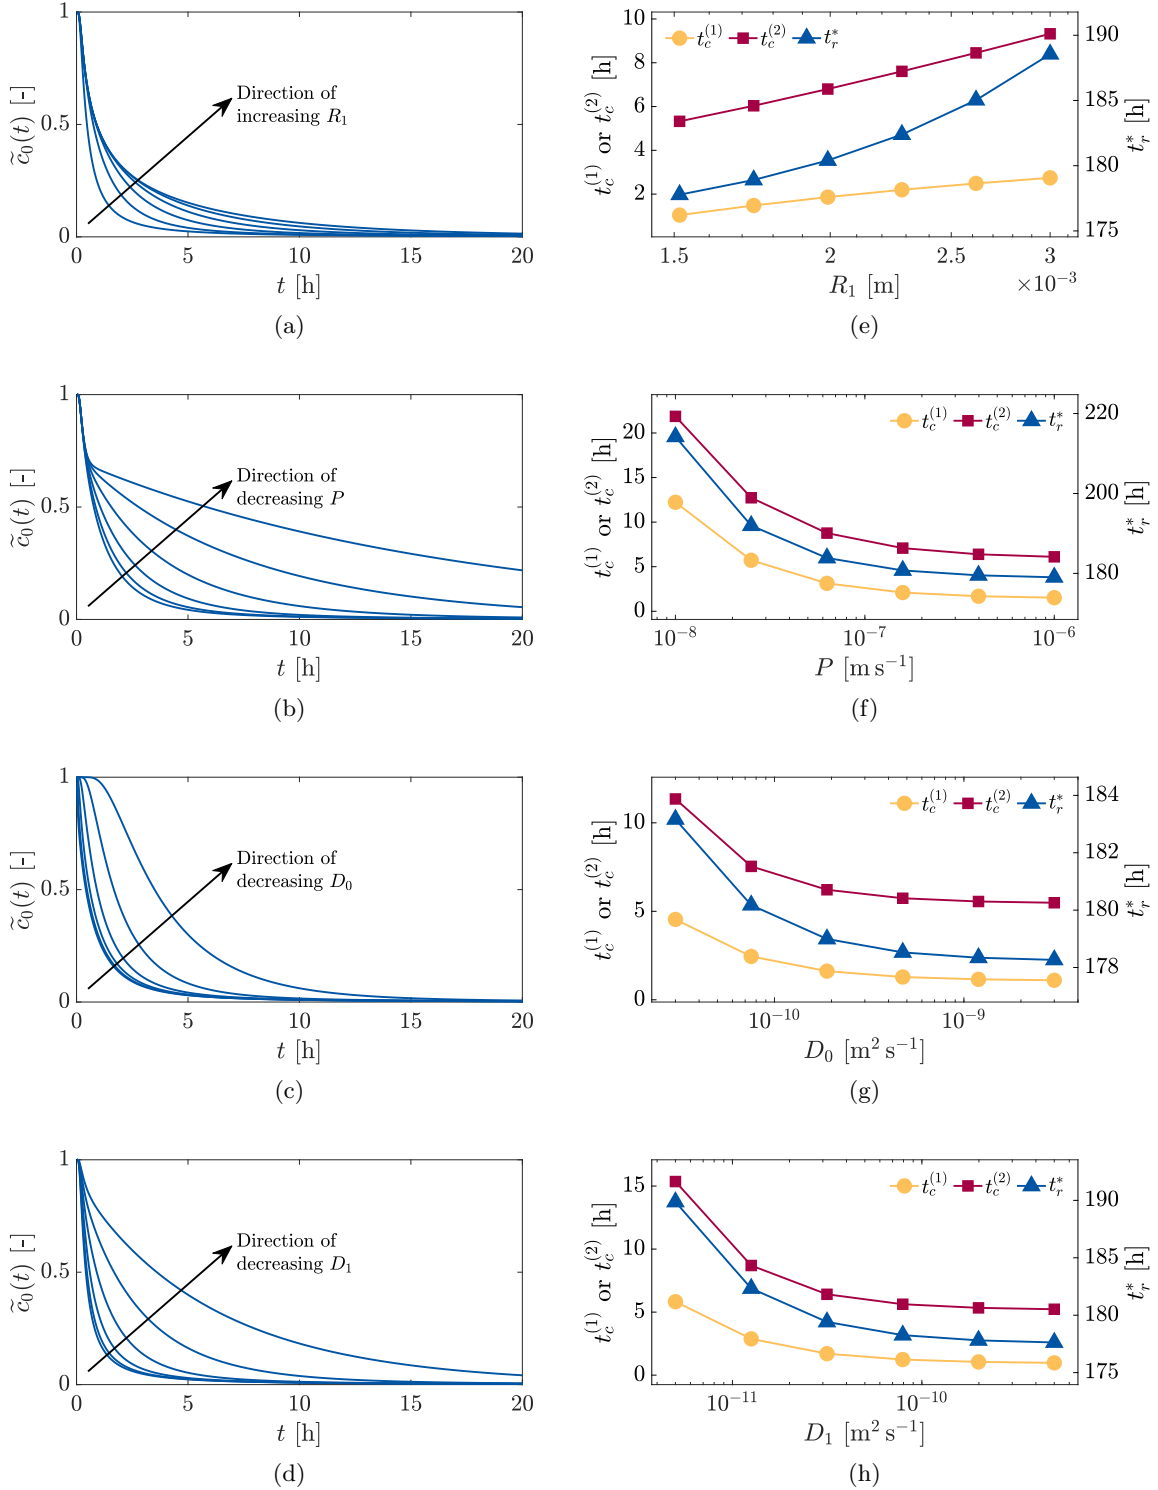 1
0.5
0
c̃₀(t) [-]
Direction of
increasing R₁
0 5 10 15 20
t [h]
(a)
10
8
6
4
2
t_c^(1) or t_c^(2) [h]
t_c^(1) t_c^(2) t_r^*
190
185
180
175
t_r^* [h]
1.5 2 2.5 3
R₁ [m]
×10⁻³
(e)
1
0.5
0
c̃₀(t) [-]
Direction of
decreasing P
0 5 10 15 20
t [h]
(b)
20
15
10
5
0
t_c^(1) or t_c^(2) [h]
t_c^(1) t_c^(2) t_r^*
220
200
180
t_r^* [h]
10⁻⁸ 10⁻⁷ 10⁻⁶
P [m s⁻¹]
(f)
1
0.5
0
c̃₀(t) [-]
Direction of
decreasing D₀
0 5 10 15 20
t [h]
(c)
10
5
0
t_c^(1) or t_c^(2) [h]
t_c^(1) t_c^(2) t_r^*
184
182
180
178
t_r^* [h]
10⁻¹⁰ 10⁻⁹
D₀ [m² s⁻¹]
(g)
1
0.5
0
c̃₀(t) [-]
Direction of
decreasing D₁
0 5 10 15 20
t [h]
(d)
15
10
5
0
t_c^(1) or t_c^(2) [h]
t_c^(1) t_c^(2) t_r^*
190
185
180
175
t_r^* [h]
10⁻¹¹ 10⁻¹⁰
D₁ [m² s⁻¹]
(h)